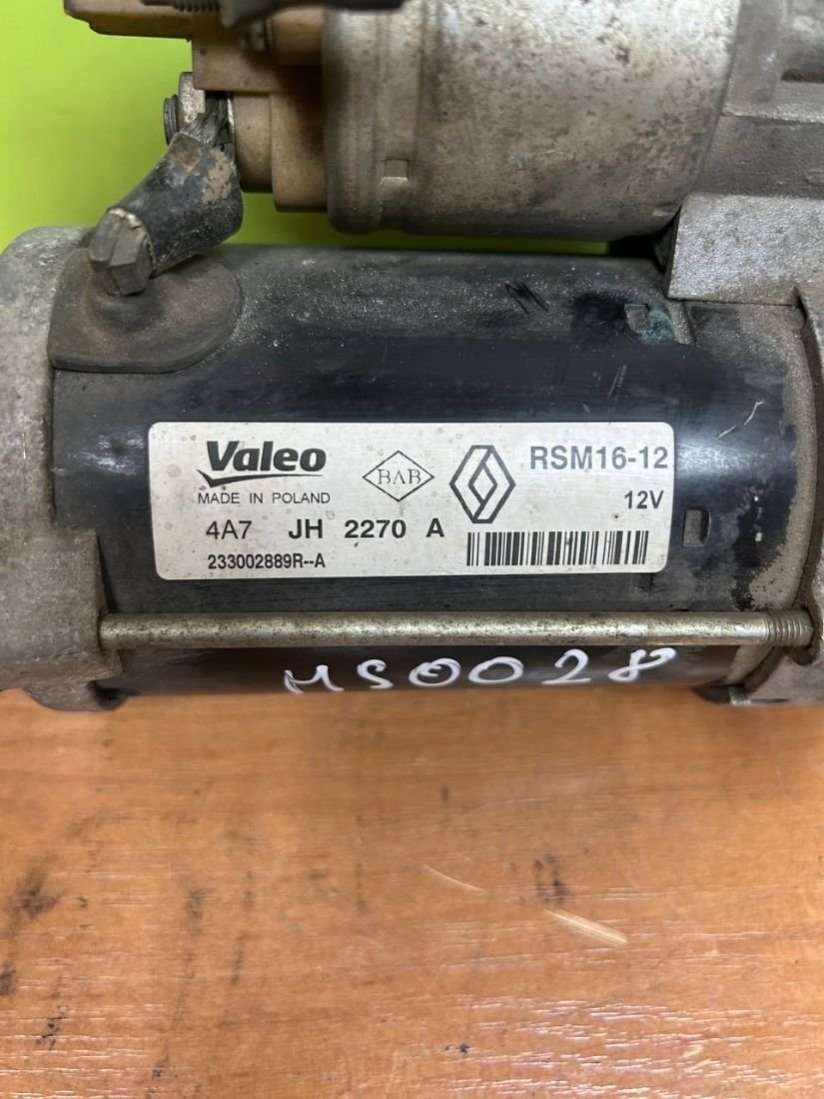 Valeo
MADE IN POLAND
BAB
RSM16-12
12V
4A7 JH 2270 A
233002889R--A
MS0028